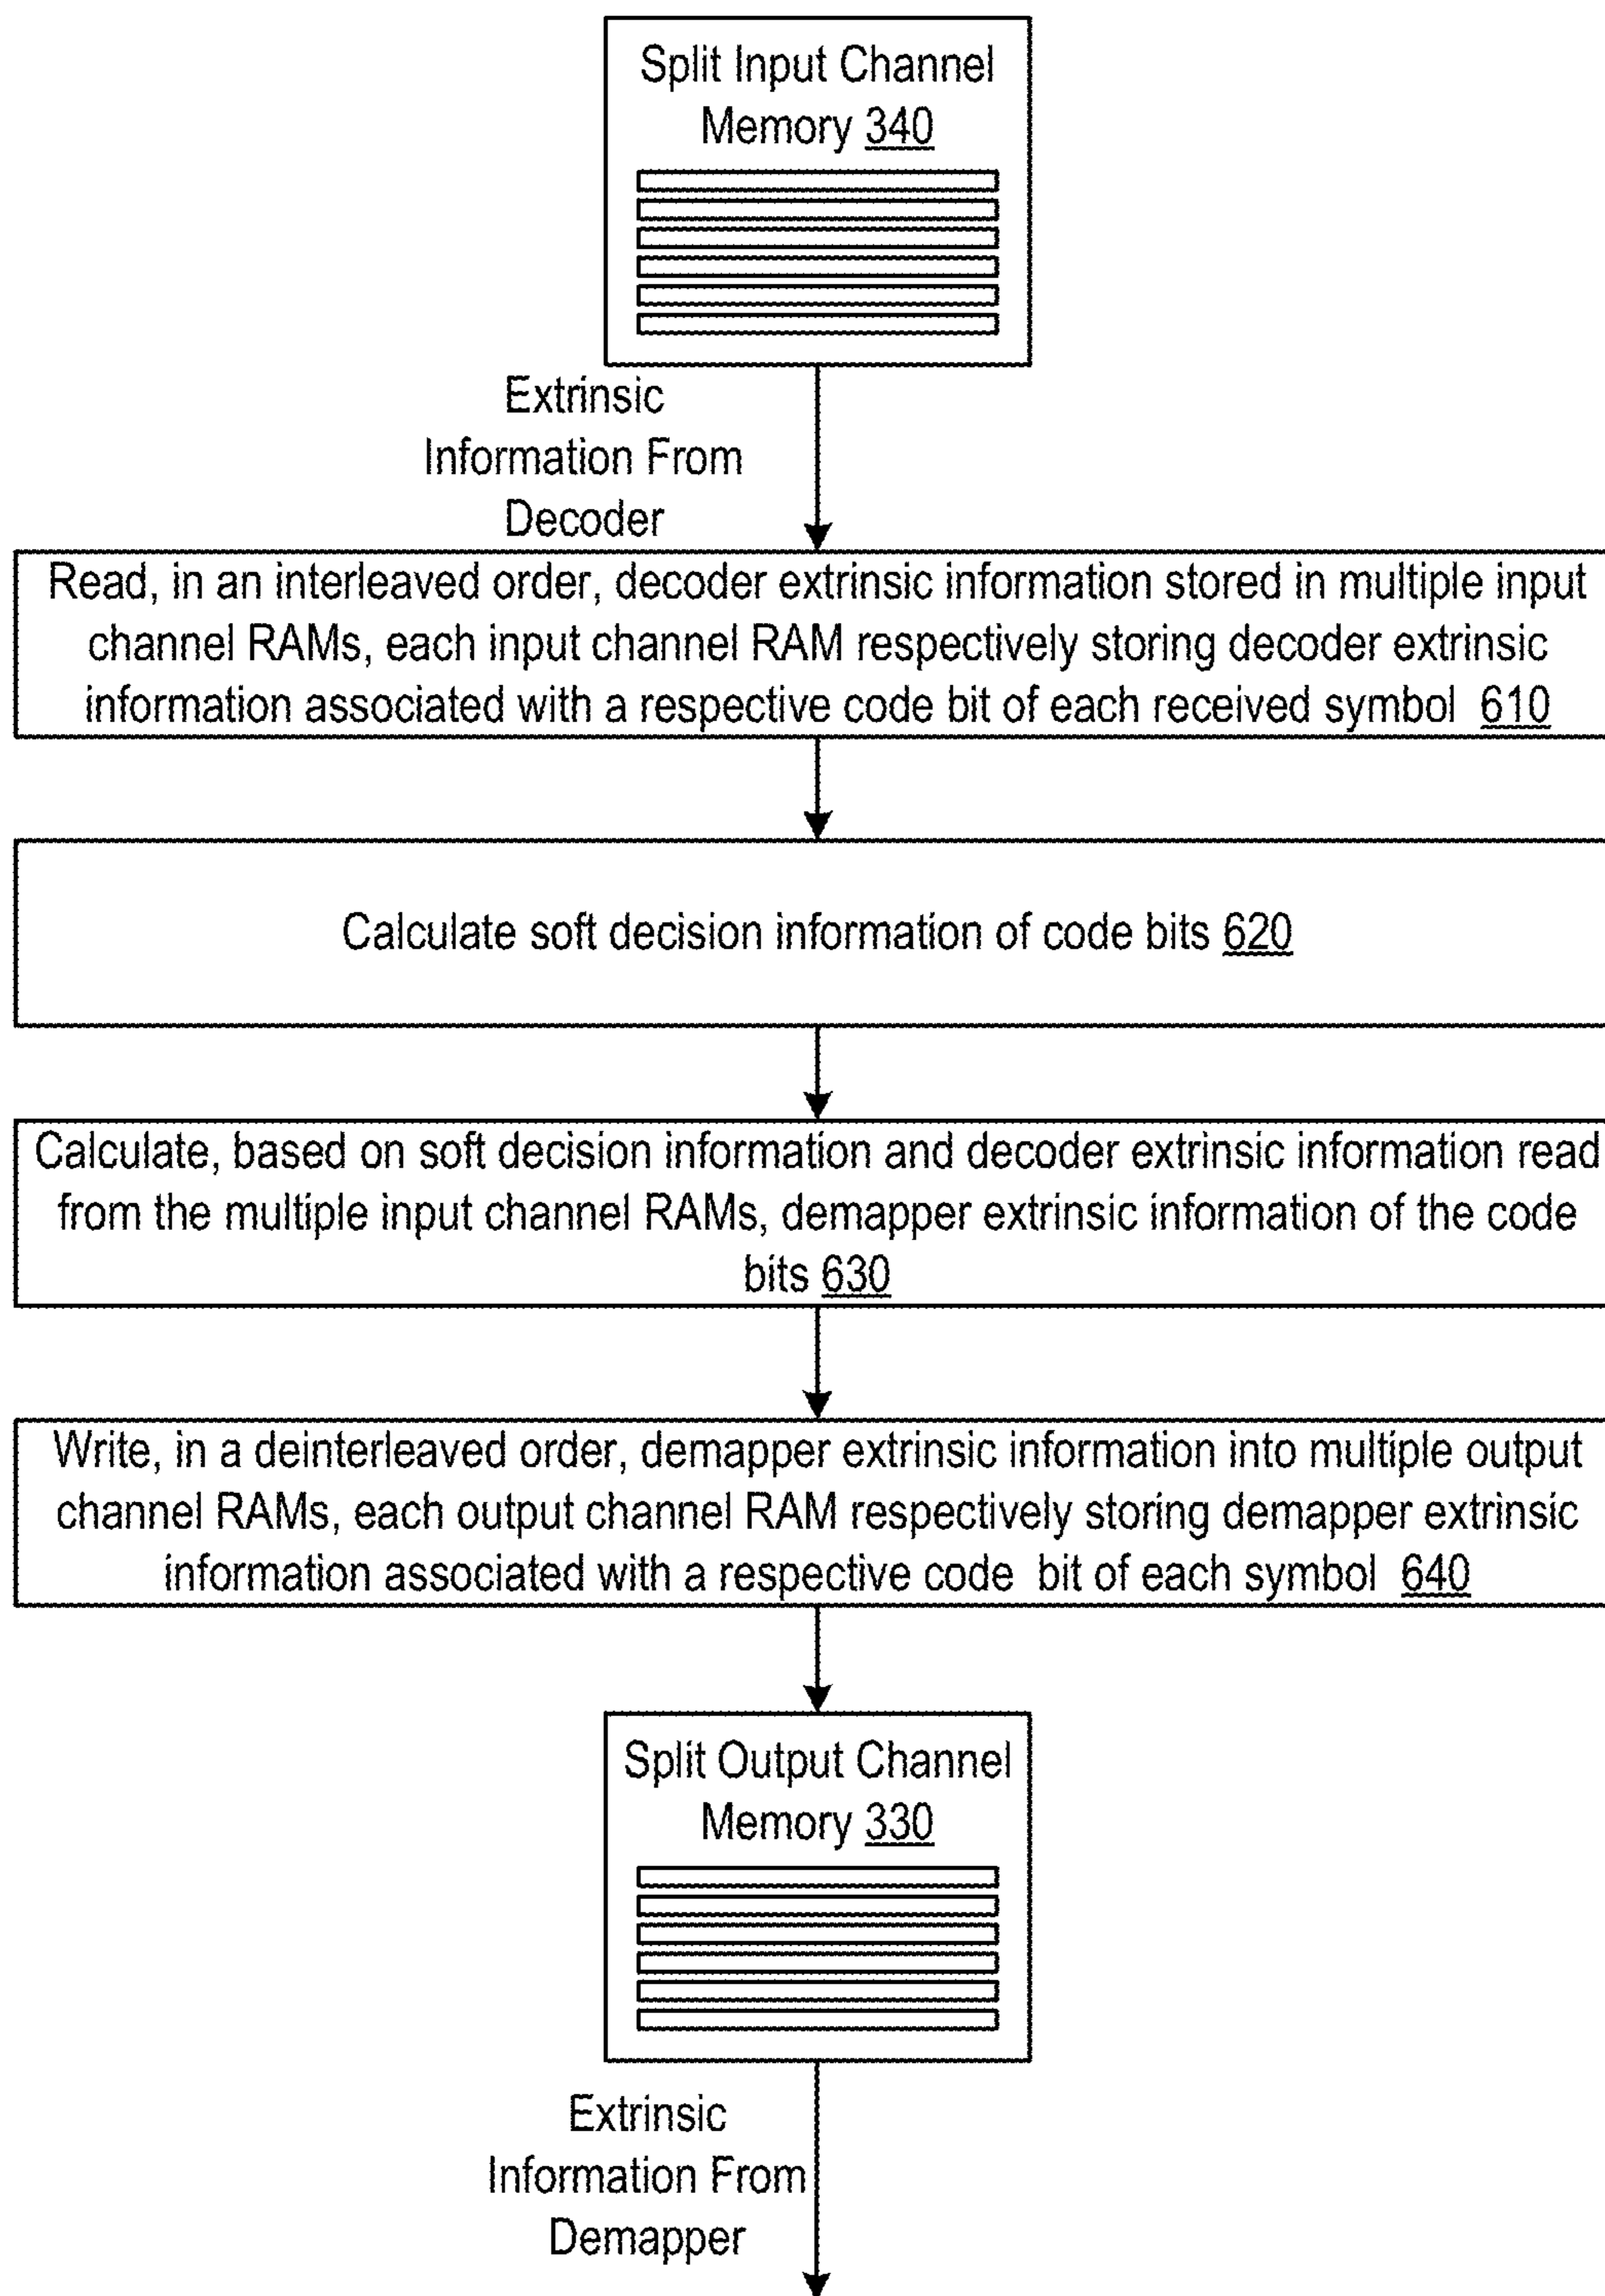 Split Input Channel
Memory 340
Extrinsic
Information From
Decoder
Read, in an interleaved order, decoder extrinsic information stored in multiple input
channel RAMs, each input channel RAM respectively storing decoder extrinsic
information associated with a respective code bit of each received symbol 610
Calculate soft decision information of code bits 620
Calculate, based on soft decision information and decoder extrinsic information read
from the multiple input channel RAMs, demapper extrinsic information of the code
bits 630
Write, in a deinterleaved order, demapper extrinsic information into multiple output
channel RAMs, each output channel RAM respectively storing demapper extrinsic
information associated with a respective code bit of each symbol 640
Split Output Channel
Memory 330
Extrinsic
Information From
Demapper